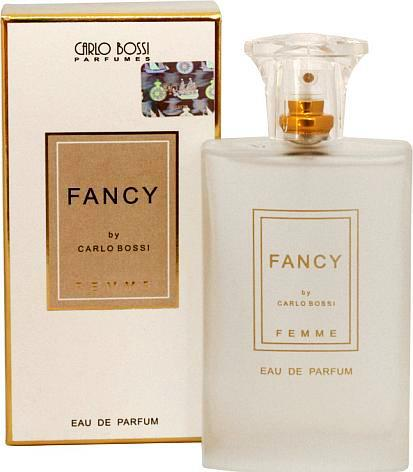 CARLO BOSSI
PARFUMES
FANCY
by
CARLO BOSSI
FEMME
EAU DE PARFUM
FANCY
by
CARLO BOSSI
FEMME
EAU DE PARFUM